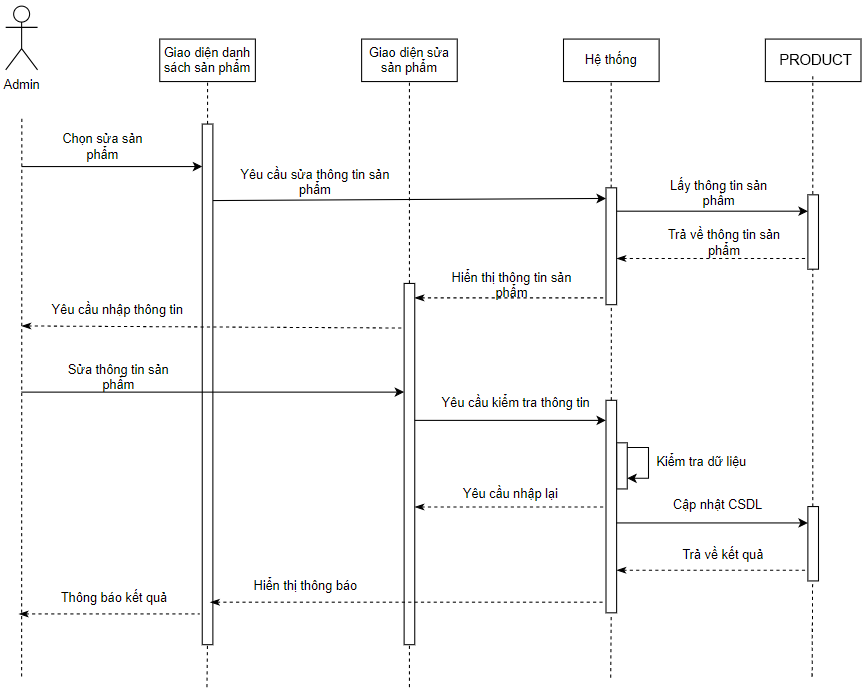 Giao diện danh
sách sản phẩm
Giao diện sửa
sản phẩm
Hệ thống
PRODUCT
Admin
Chọn sửa sản
phẩm
Yêu cầu sửa thông tin sản
phẩm
Lấy thông tin sản
phẩm
Trả về thông tin sản
phẩm
Hiển thị thông tin sản
phẩm
Yêu cầu nhập thông tin
Sửa thông tin sản
phẩm
Yêu cầu kiểm tra thông tin
Kiểm tra dữ liệu
Yêu cầu nhập lại
Cập nhật CSDL
Trả về kết quả
Hiển thị thông báo
Thông báo kết quả